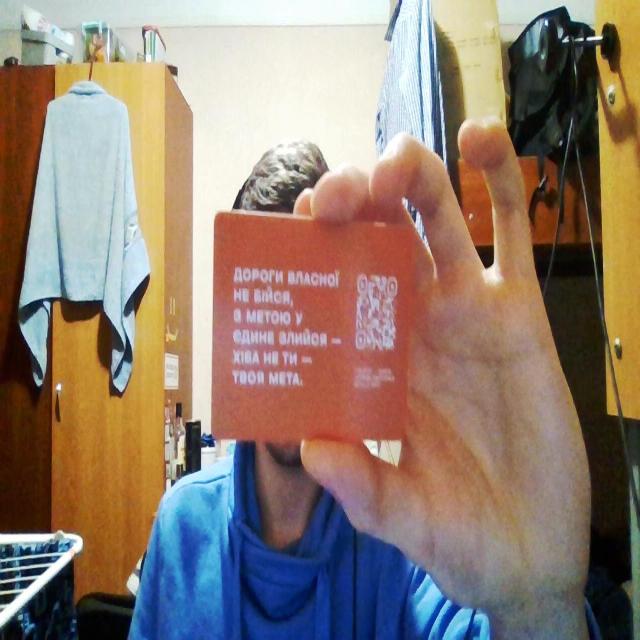 ДОРОГИ ВЛАСНОЇ
НЕ БІЙСЯ,
З МЕТОЮ У
ЄДИНЕ ЗЛИЙСЯ —
ХІБА НЕ ТИ —
ТВОЯ МЕТА.